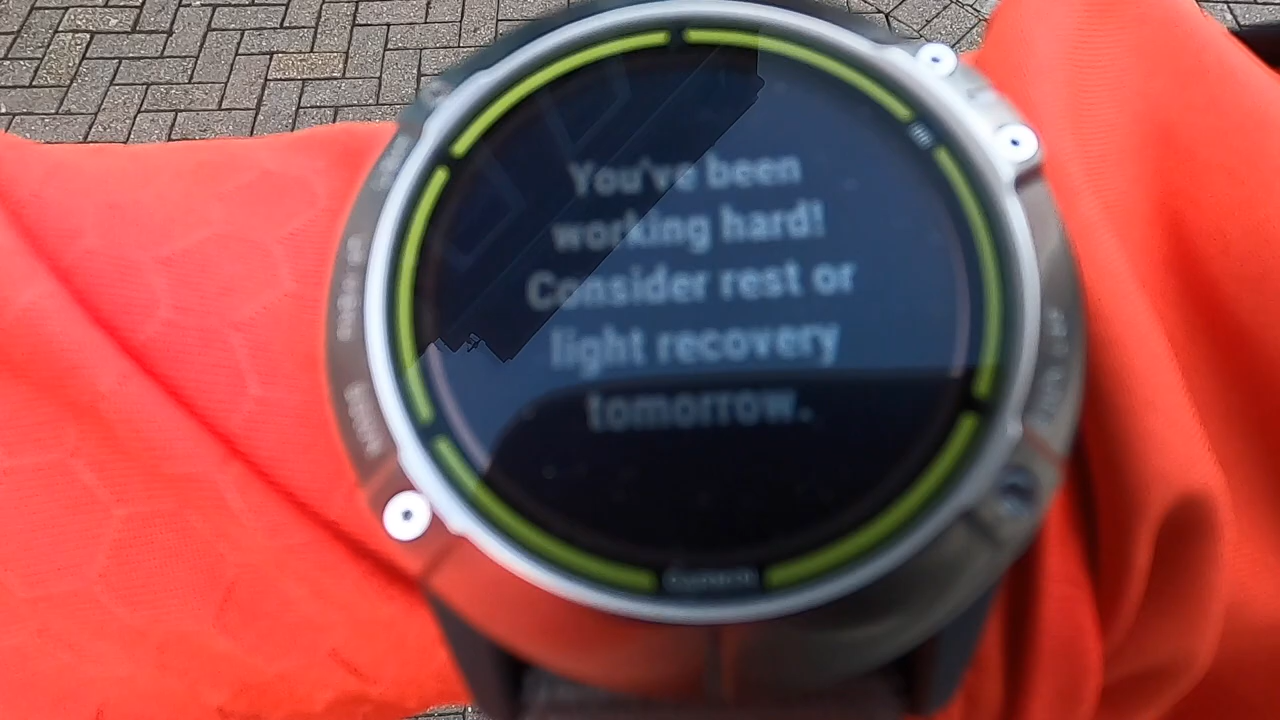 You've been
working hard!
Consider rest or
light recovery
tomorrow.